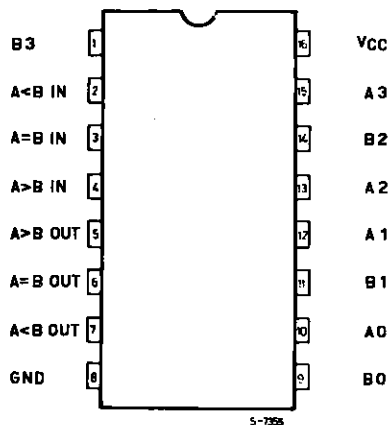 B3 1 16 VCC
A<B IN 2 15 A3
A=B IN 3 14 B2
A>B IN 4 13 A2
A>B OUT 5 12 A1
A=B OUT 6 11 B1
A<B OUT 7 10 A0
GND 8 9 B0
S-7355